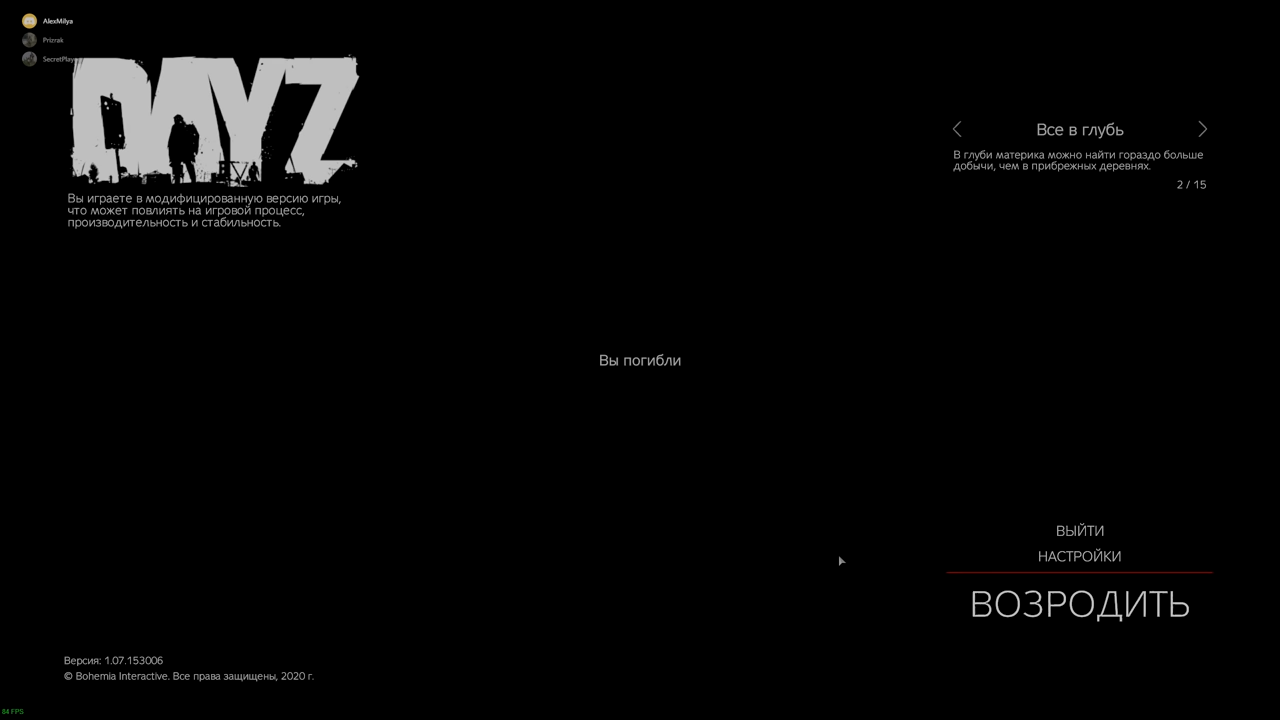 AlexMilya
Prizrak
SecretPlay
DAYZ
Вы играете в модифицированную версию игры,
что может повлиять на игровой процесс,
производительность и стабильность.
Все в глубь
В глуби материка можно найти гораздо больше
добычи, чем в прибрежных деревнях.
2 / 15
Вы погибли
ВЫЙТИ
НАСТРОЙКИ
ВОЗРОДИТЬ
Версия: 1.07.153006
© Bohemia Interactive. Все права защищены, 2020 г.
84 FPS